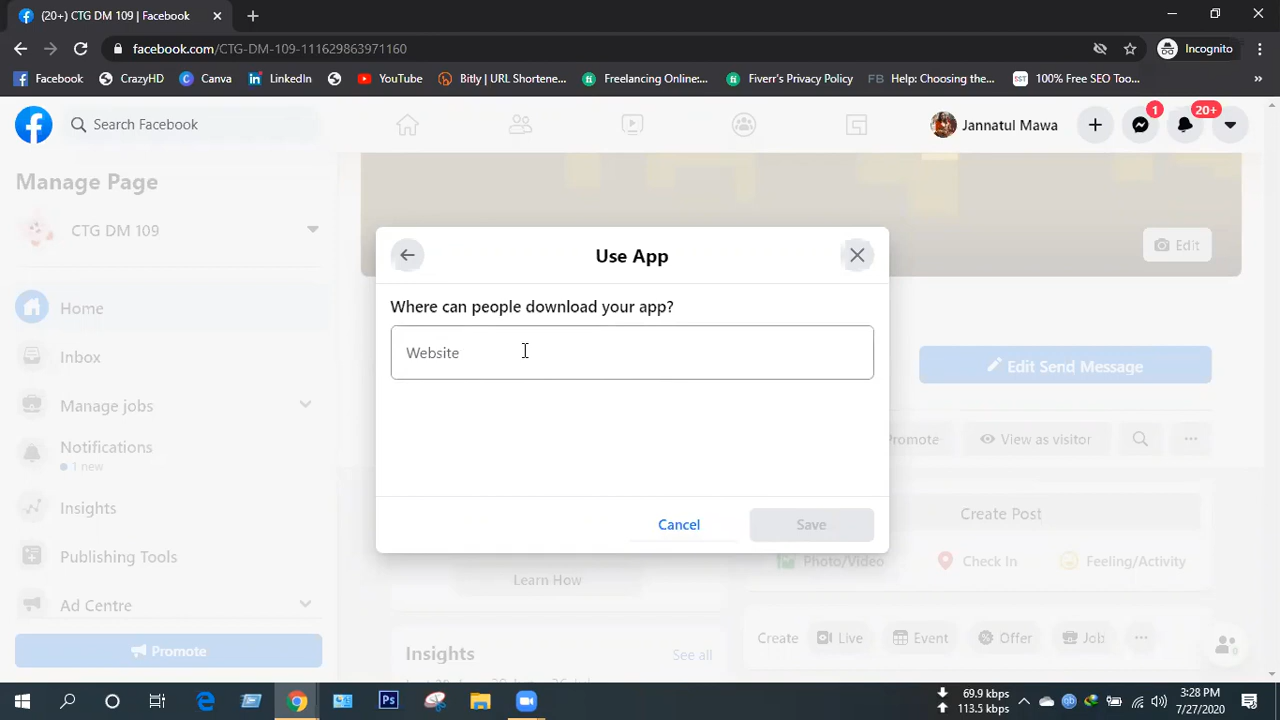 (20+) CTG DM 109 | Facebook
facebook.com/CTG-DM-109-111629863971160
Incognito
Facebook
CrazyHD
Canva
LinkedIn
YouTube
Bitly | URL Shortene...
Freelancing Online:...
Fiverr's Privacy Policy
FB
Help: Choosing the...
SST
100% Free SEO Too...
»
Search Facebook
Jannatul Mawa
1
20+
Manage Page
CTG DM 109
Home
Inbox
Manage jobs
Notifications
1 new
Insights
Publishing Tools
Ad Centre
Promote
Edit
Use App
Where can people download your app?
Website
Cancel
Save
Edit Send Message
Promote
View as visitor
Create Post
Photo/Video
Check In
Feeling/Activity
Learn How
Create
Live
Event
Offer
Job
Insights
See all
69.9 kbps
113.5 kbps
3:28 PM
7/27/2020